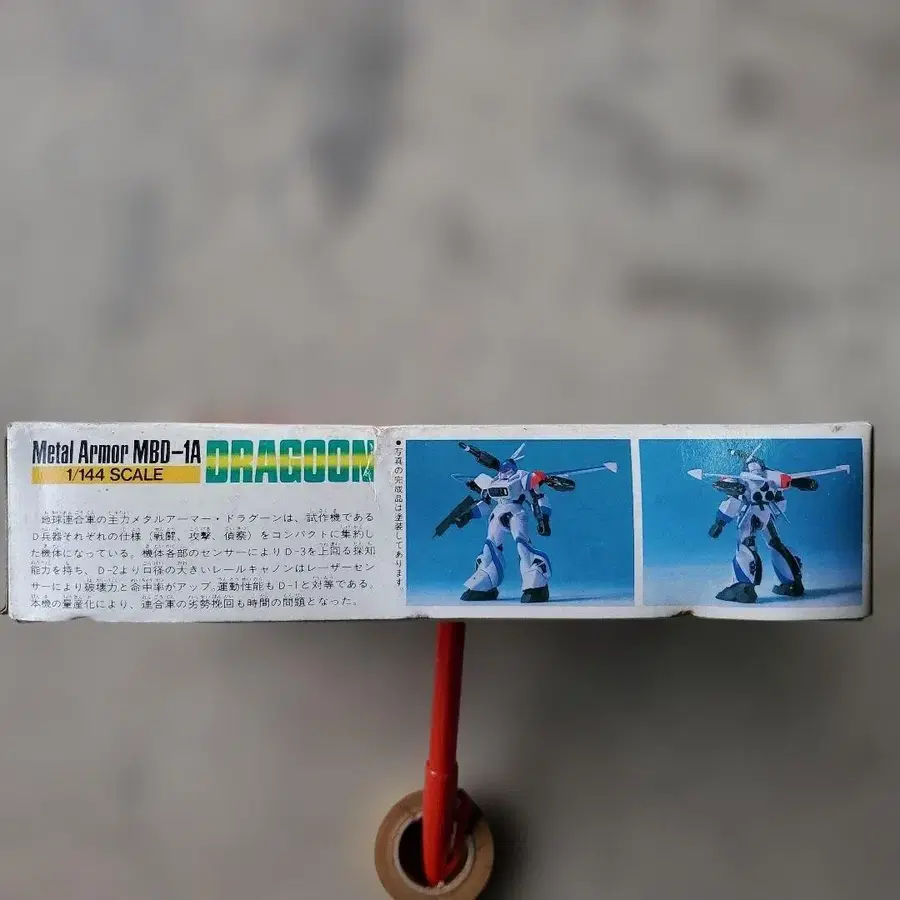 Metal Armor MBD-1A DRAGOON
1/144 SCALE
地球連合軍の主力メタルアーマー・ドラグーンは、試作機である
D兵器それぞれの仕様（戦闘、攻撃、偵察）をコンパクトに集約し
た機体になっている。機体各部のセンサーによりD-3を上回る探知
能力を持ち、D-2より口径の大きいレールキャノンはレーザーセン
サーにより破壊力と命中率がアップ。運動性能もD-1と対等である。
本機の量産化により、連合軍の劣勢挽回も時間の問題となった。
●写真の完成品は塗装してあります